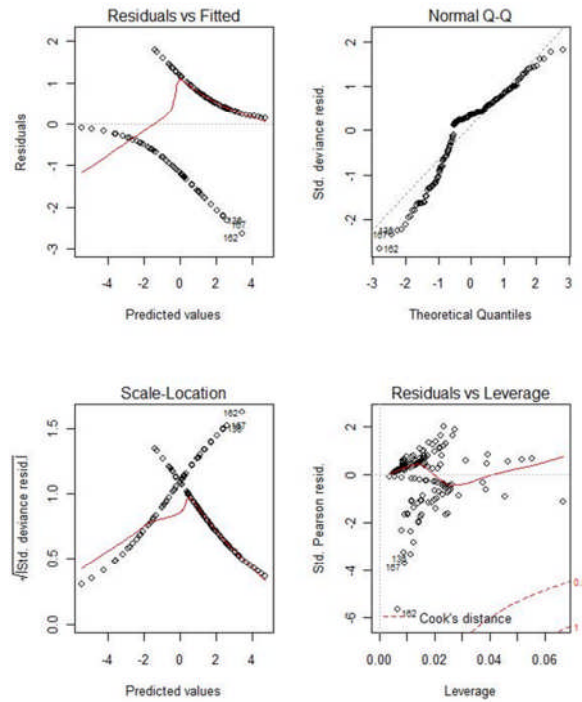 Residuals vs Fitted
Residuals
2
1
0
-1
-2
-3
167
162
-4 -2 0 2 4
Predicted values
Normal Q-Q
Std. deviance resid.
2
1
0
-1
-2
162
-3 -2 -1 0 1 2 3
Theoretical Quantiles
Scale-Location
√|Std. deviance resid.|
1.5
1.0
0.5
0.0
162
-4 -2 0 2 4
Predicted values
Residuals vs Leverage
Std. Pearson resid.
2
0
-2
-4
-6
167
162
Cook's distance
0.
1
0.00 0.02 0.04 0.06
Leverage